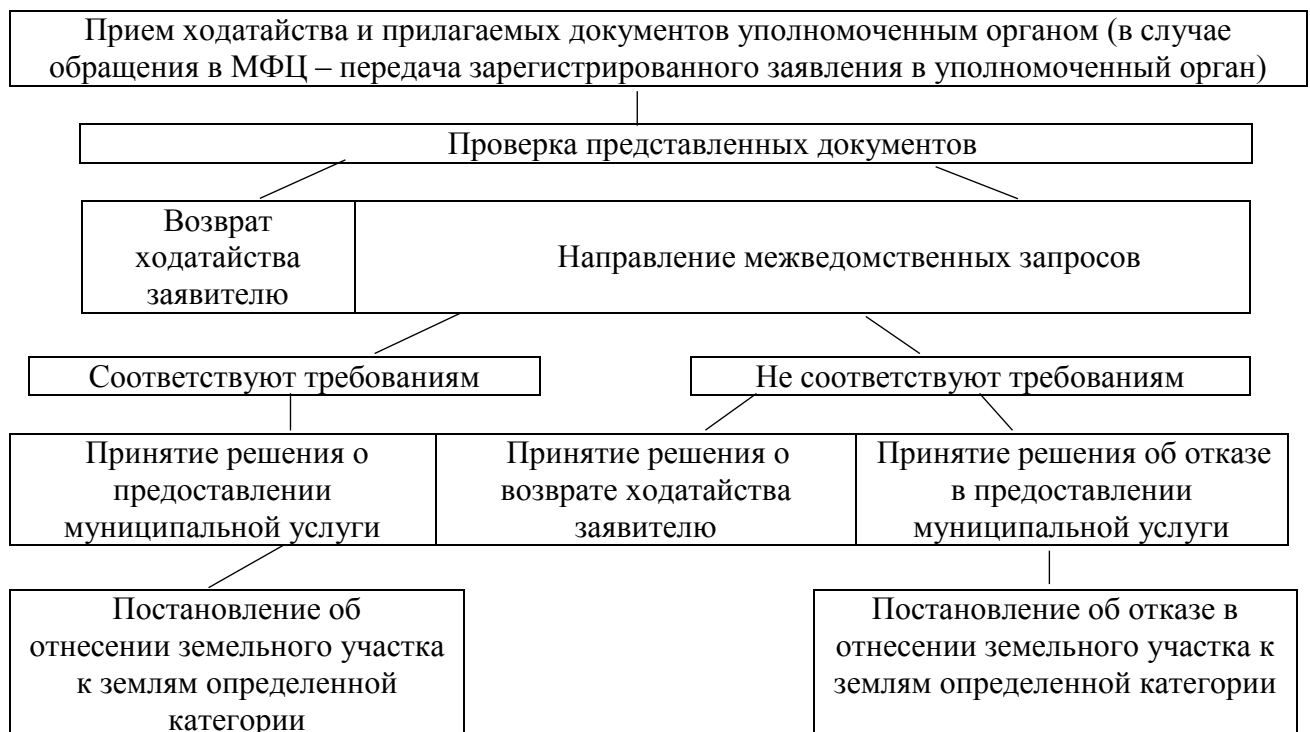 Прием ходатайства и прилагаемых документов уполномоченным органом (в случае
обращения в МФЦ – передача зарегистрированного заявления в уполномоченный орган)
Проверка представленных документов
Возврат
ходатайства
заявителю
Направление межведомственных запросов
Соответствуют требованиям
Не соответствуют требованиям
Принятие решения о
предоставлении
муниципальной услуги
Принятие решения о
возврате ходатайства
заявителю
Принятие решения об отказе
в предоставлении
муниципальной услуги
Постановление об
отнесении земельного участка
к землям определенной
категории
Постановление об отказе в
отнесении земельного участка к
землям определенной категории